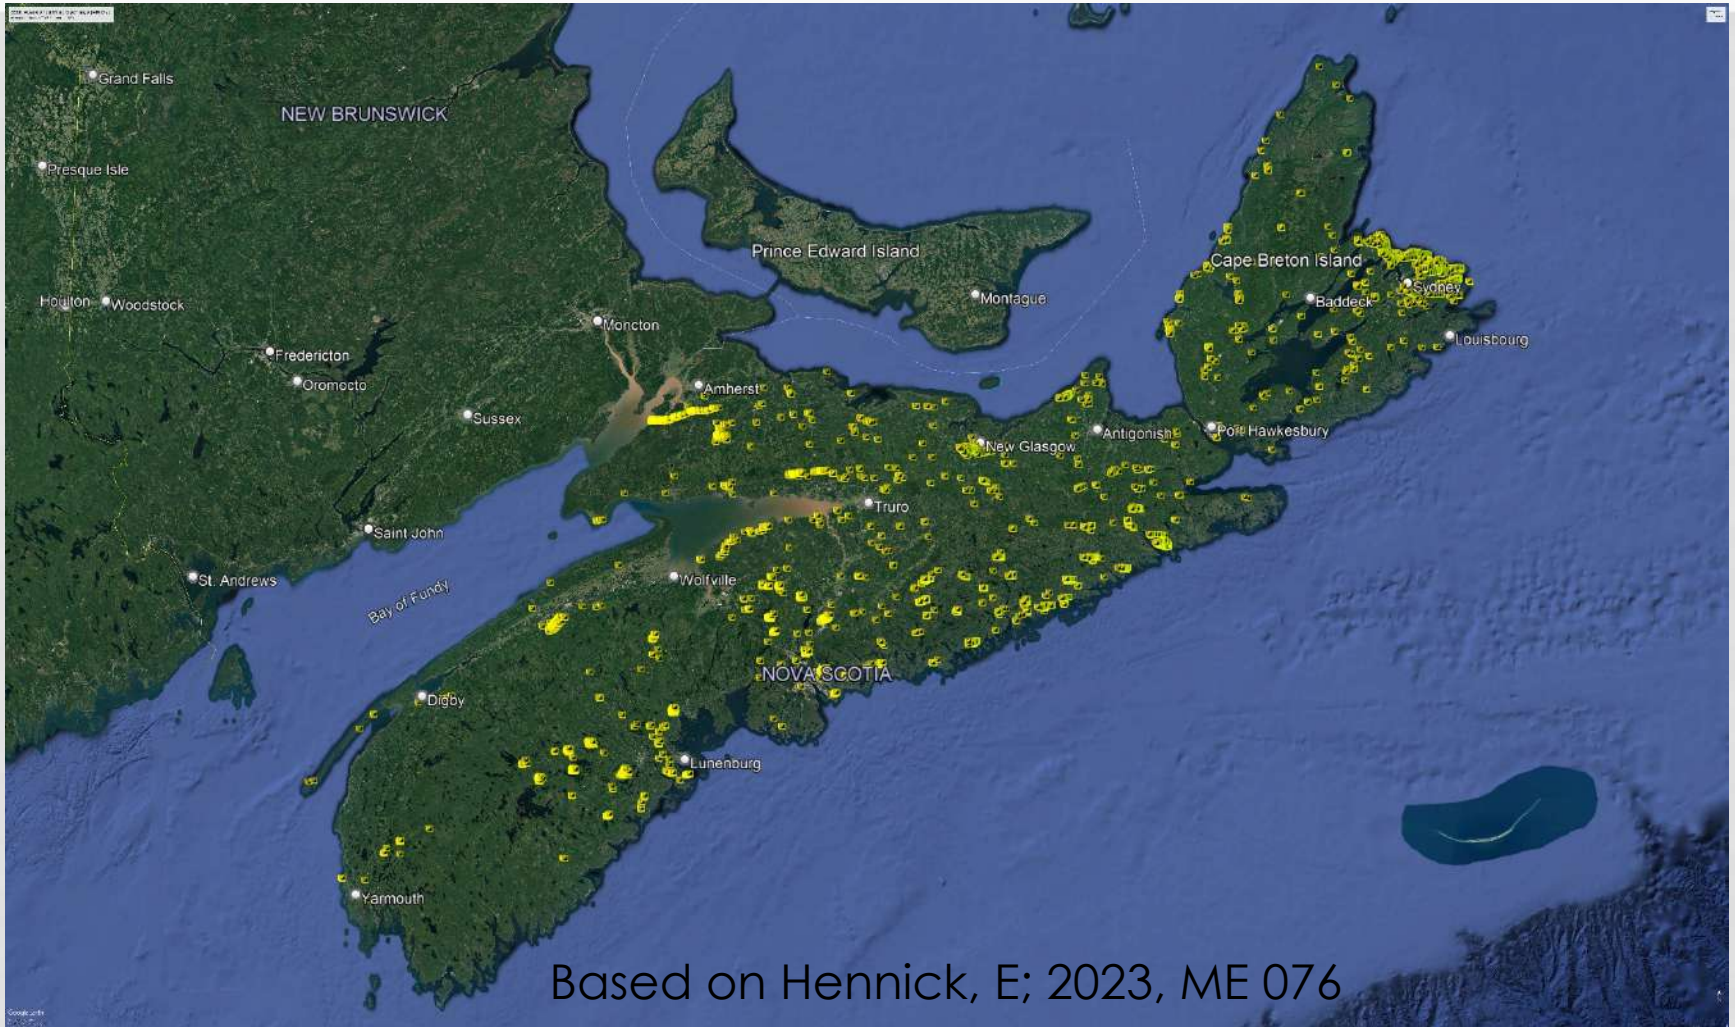 Grand Falls
NEW BRUNSWICK
Presque Isle
Prince Edward Island
Cape Breton Island
Sydney
Houlton
Woodstock
Montague
Baddeck
Moncton
Louisbourg
Fredericton
Oromocto
Amherst
Sussex
New Glasgow
Antigonish
Port Hawkesbury
Truro
Saint John
St. Andrews
Wolfville
Bay of Fundy
NOVA SCOTIA
Digby
Lunenburg
Yarmouth
Based on Hennick, E; 2023, ME 076
Google Earth